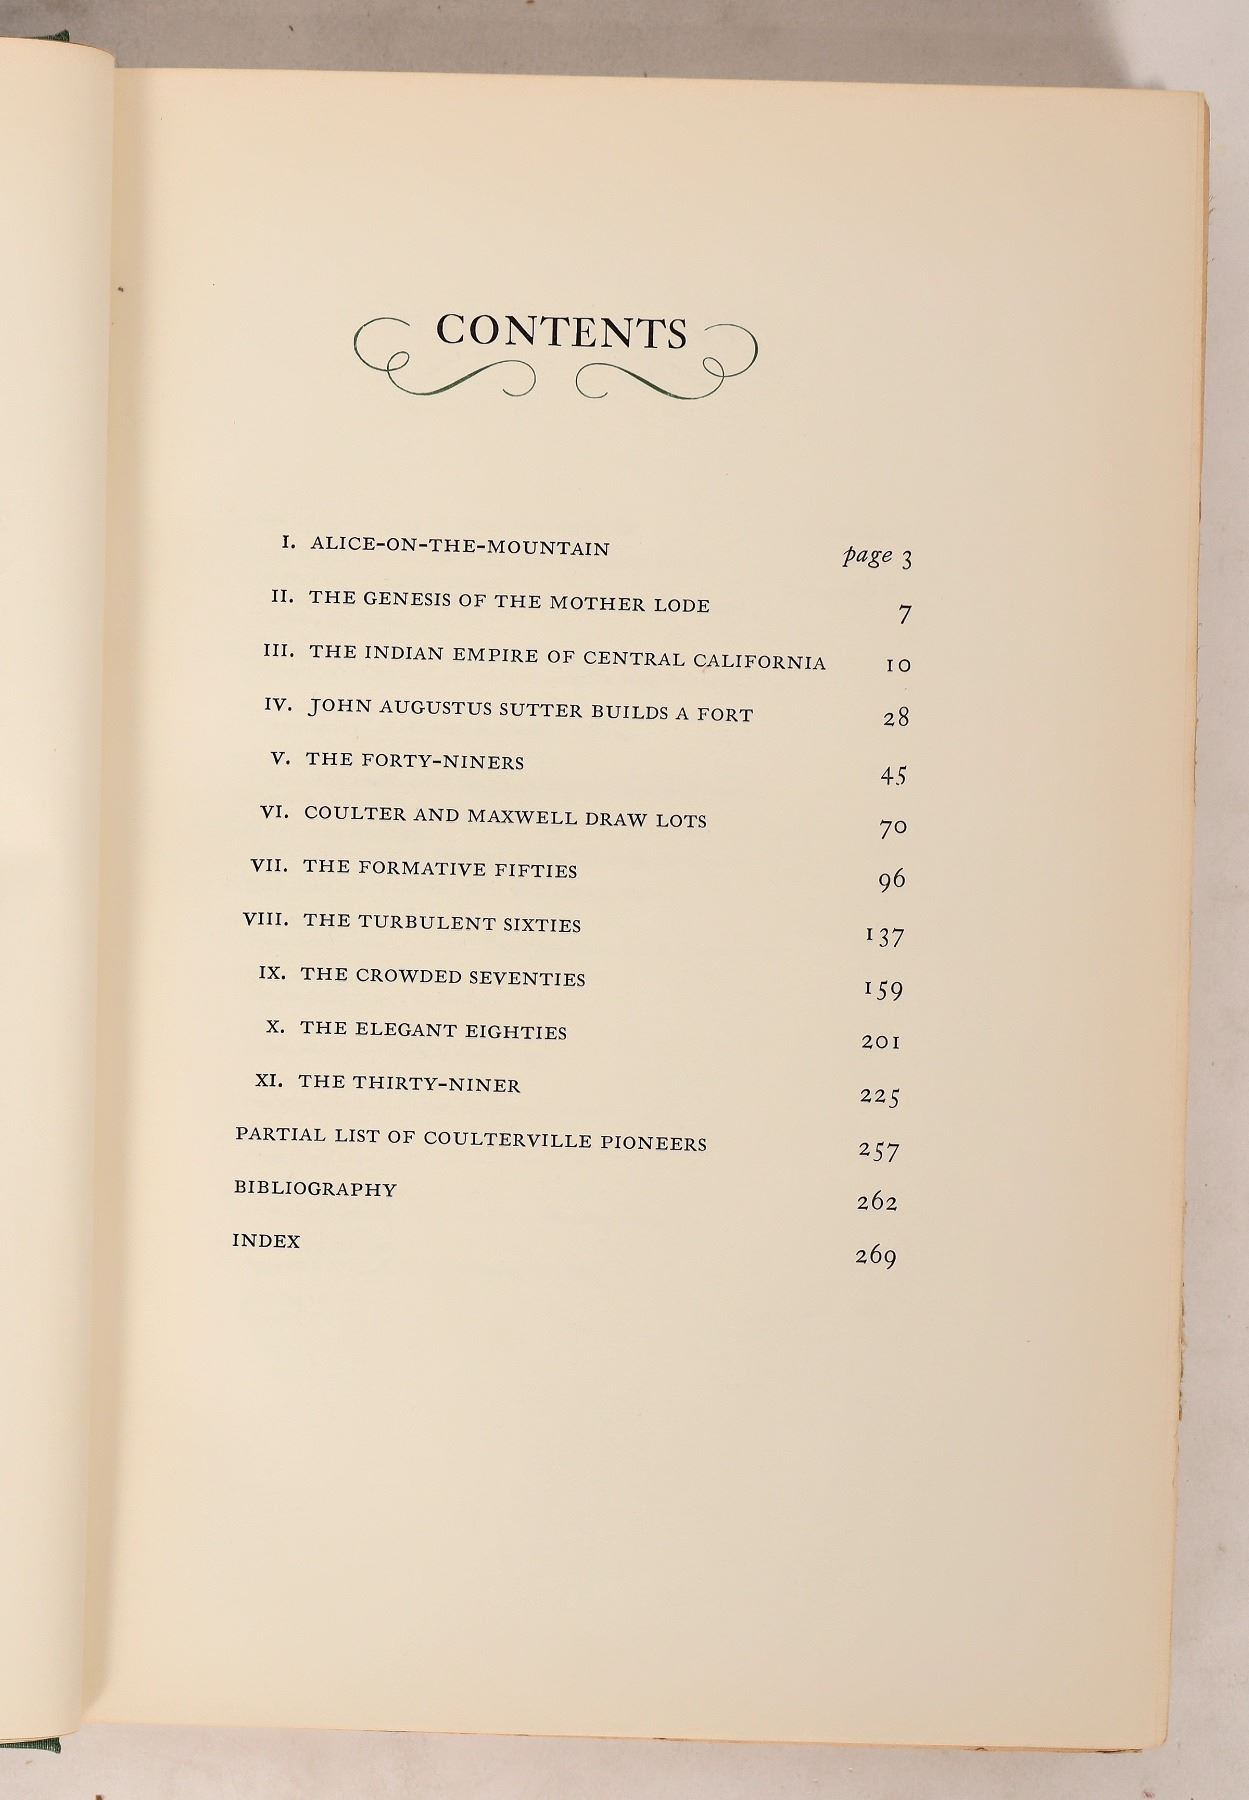 CONTENTS
I. ALICE-ON-THE-MOUNTAIN page 3
II. THE GENESIS OF THE MOTHER LODE 7
III. THE INDIAN EMPIRE OF CENTRAL CALIFORNIA 10
IV. JOHN AUGUSTUS SUTTER BUILDS A FORT 28
V. THE FORTY-NINERS 45
VI. COULTER AND MAXWELL DRAW LOTS 70
VII. THE FORMATIVE FIFTIES 96
VIII. THE TURBULENT SIXTIES 137
IX. THE CROWDED SEVENTIES 159
X. THE ELEGANT EIGHTIES 201
XI. THE THIRTY-NINER 225
PARTIAL LIST OF COULTERVILLE PIONEERS 257
BIBLIOGRAPHY 262
INDEX 269